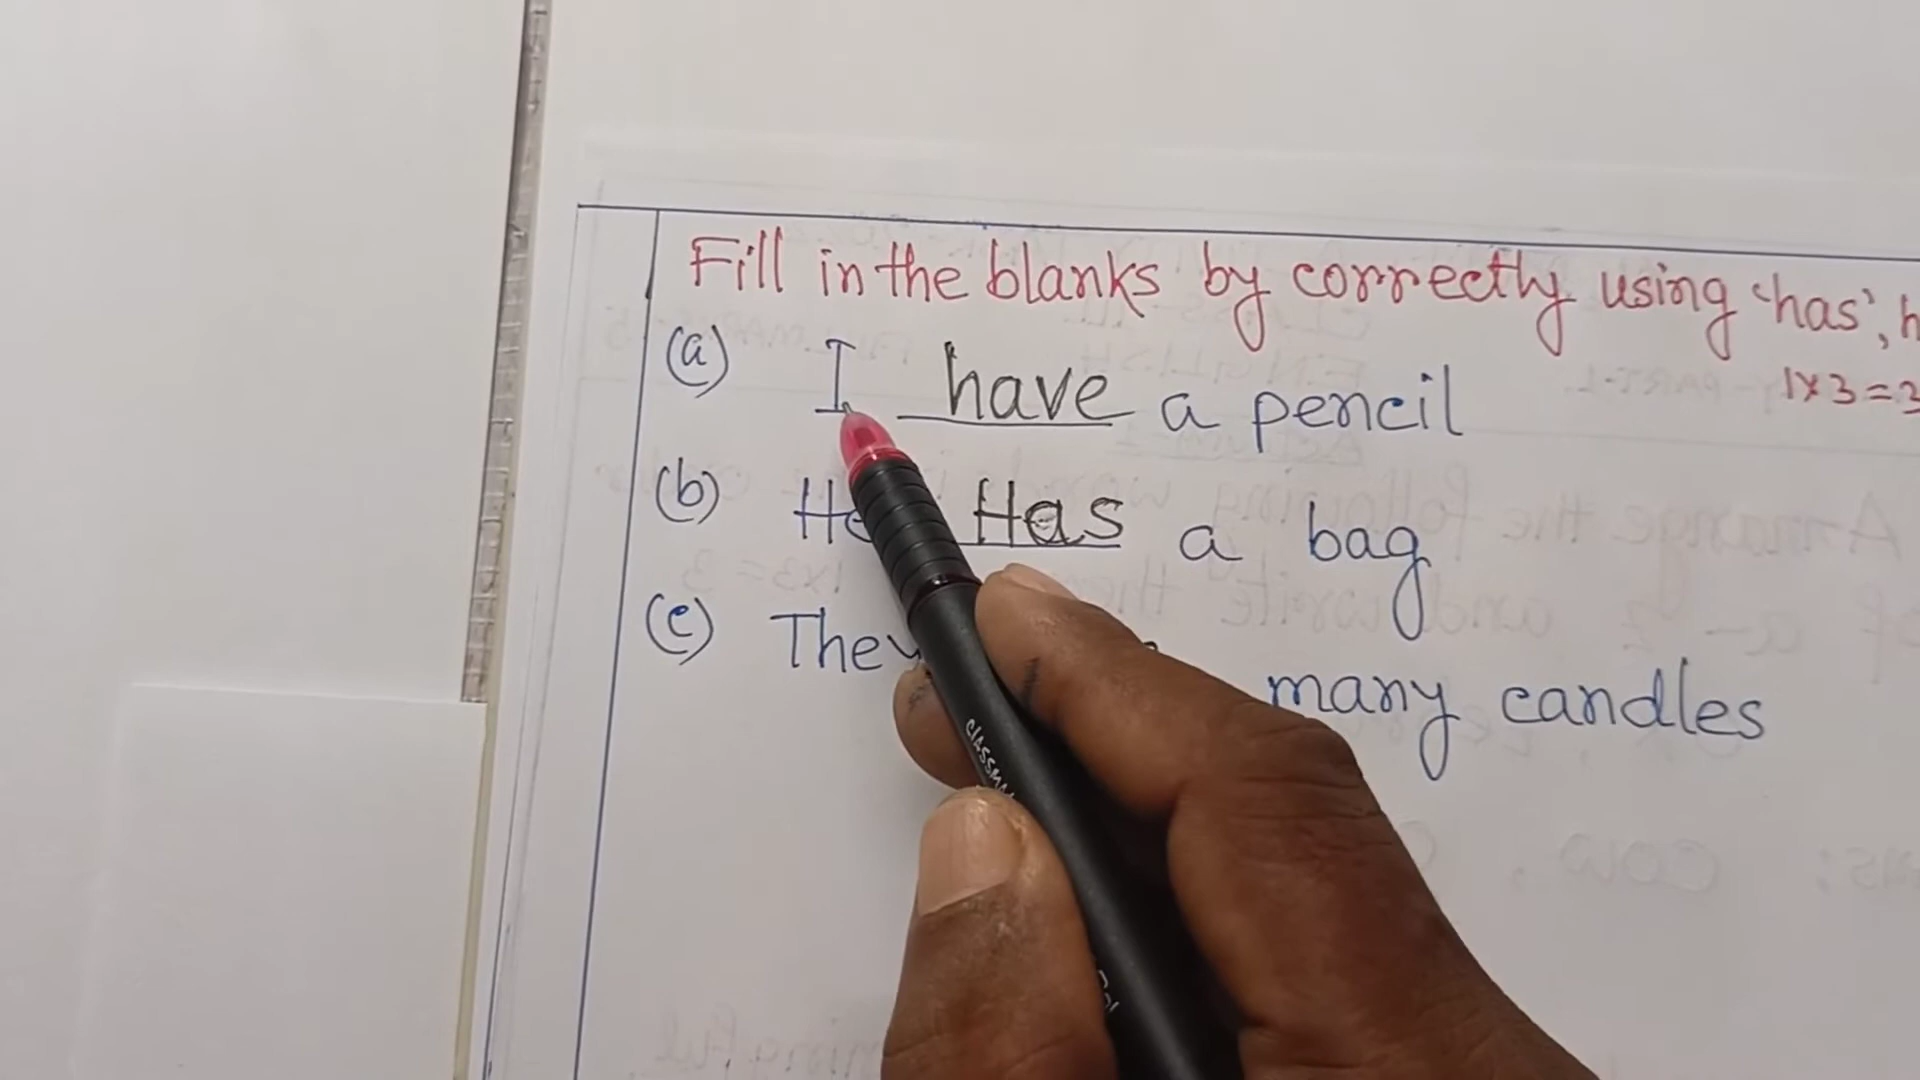 Fill in the blanks by correctly using 'has', h
1x3=3
(a) I have a pencil
(b) He Has a bag
(c) They many candles